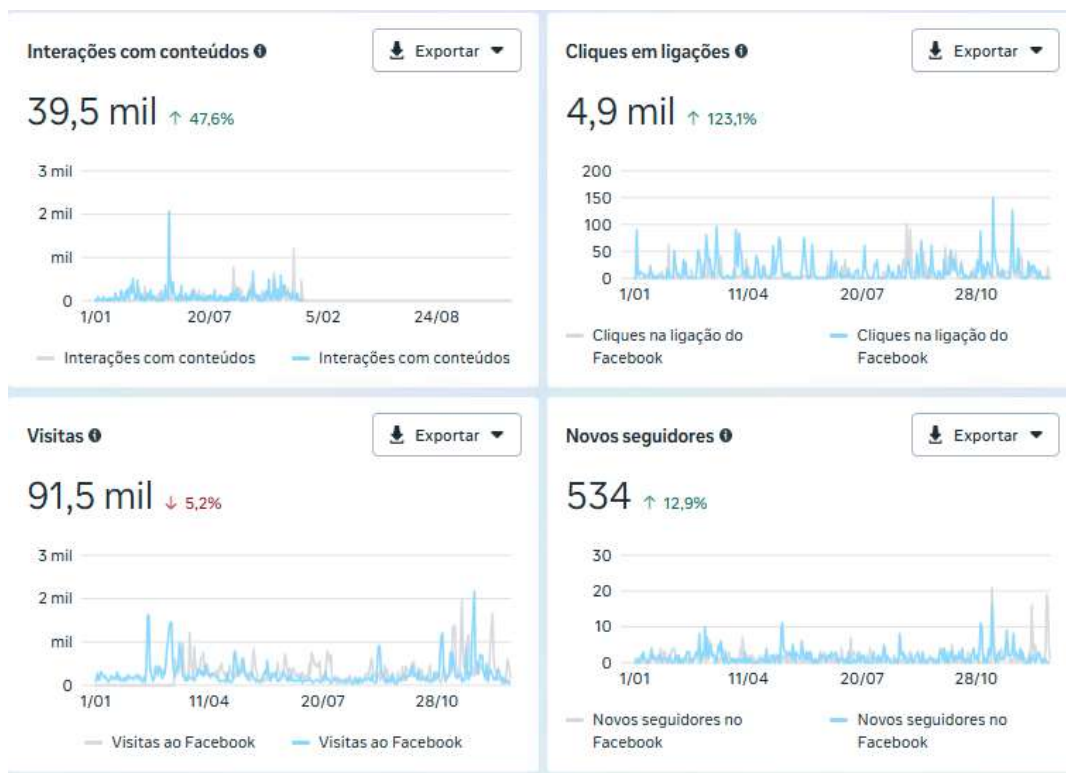 Interações com conteúdos
Exportar
39,5 mil ↑ 47,6%
3 mil
2 mil
mil
0
1/01 20/07 5/02 24/08
Interações com conteúdos Interações com conteúdos
Cliques em ligações
Exportar
4,9 mil ↑ 123,1%
200
150
100
50
0
1/01 11/04 20/07 28/10
Cliques na ligação do Facebook
Cliques na ligação do Facebook
Visitas
Exportar
91,5 mil ↓ 5,2%
3 mil
2 mil
mil
0
1/01 11/04 20/07 28/10
Visitas ao Facebook Visitas ao Facebook
Novos seguidores
Exportar
534 ↑ 12,9%
30
20
10
0
1/01 11/04 20/07 28/10
Novos seguidores no Facebook
Novos seguidores no Facebook